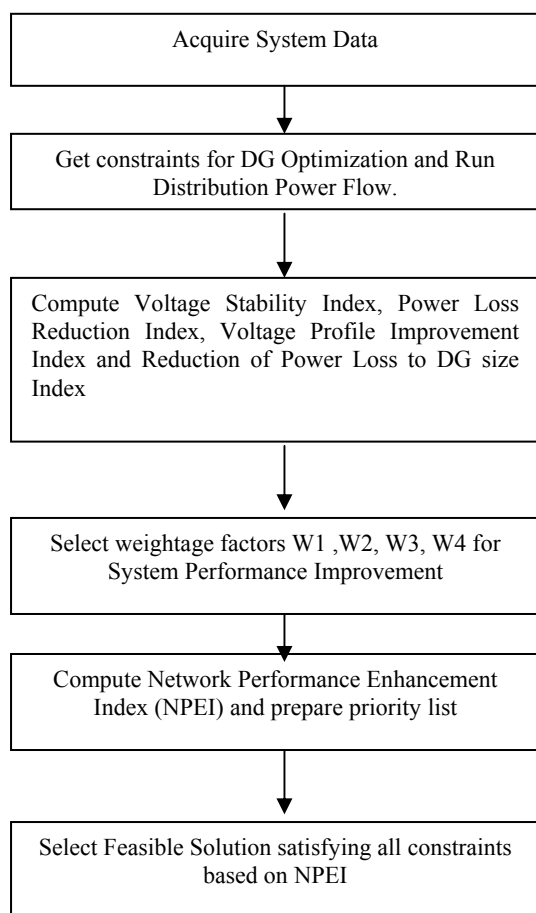 Acquire System Data
Get constraints for DG Optimization and Run
Distribution Power Flow.
Compute Voltage Stability Index, Power Loss
Reduction Index, Voltage Profile Improvement
Index and Reduction of Power Loss to DG size
Index
Select weightage factors W1 ,W2, W3, W4 for
System Performance Improvement
Compute Network Performance Enhancement
Index (NPEI) and prepare priority list
Select Feasible Solution satisfying all constraints
based on NPEI